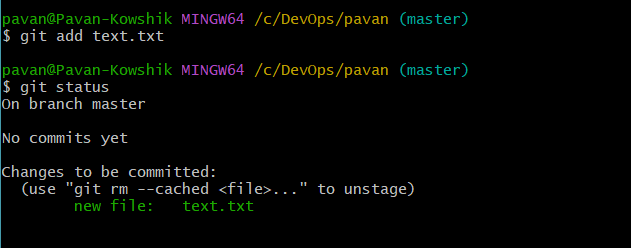 pavan@Pavan-Kowshik MINGW64 /c/DevOps/pavan (master)
$ git add text.txt
pavan@Pavan-Kowshik MINGW64 /c/DevOps/pavan (master)
$ git status
On branch master
No commits yet
Changes to be committed:
  (use "git rm --cached <file>..." to unstage)
        new file:   text.txt